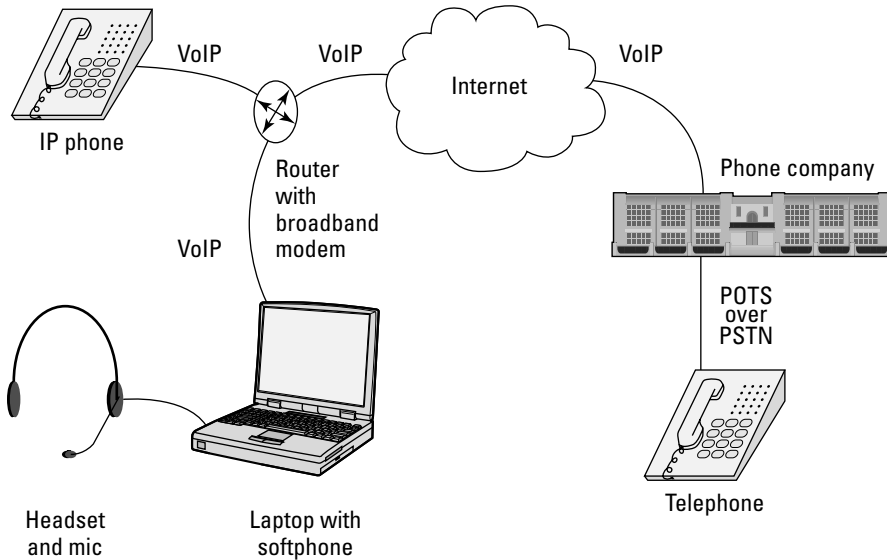 VoIP
VoIP
Internet
VoIP
IP phone
Router
with
broadband
modem
Phone company
VoIP
POTS
over
PSTN
Telephone
Headset
and mic
Laptop with
softphone